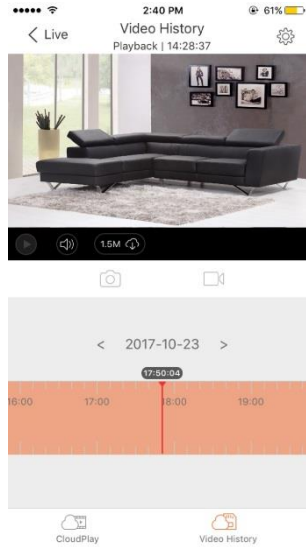 2:40 PM
61%
Live
Video History
Playback | 14:28:37
1.5M
< 2017-10-23 >
17:50:04
16:00 17:00 18:00 19:00
CloudPlay Video History